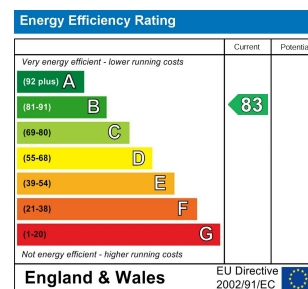 Energy Efficiency Rating
Current Potentia
Very energy efficient - lower running costs
(92 plus) A
(81-91) B
83
(69-80) C
(55-68) D
(39-54) E
(21-38) F
(1-20) G
Not energy efficient - higher running costs
England & Wales
EU Directive
2002/91/EC